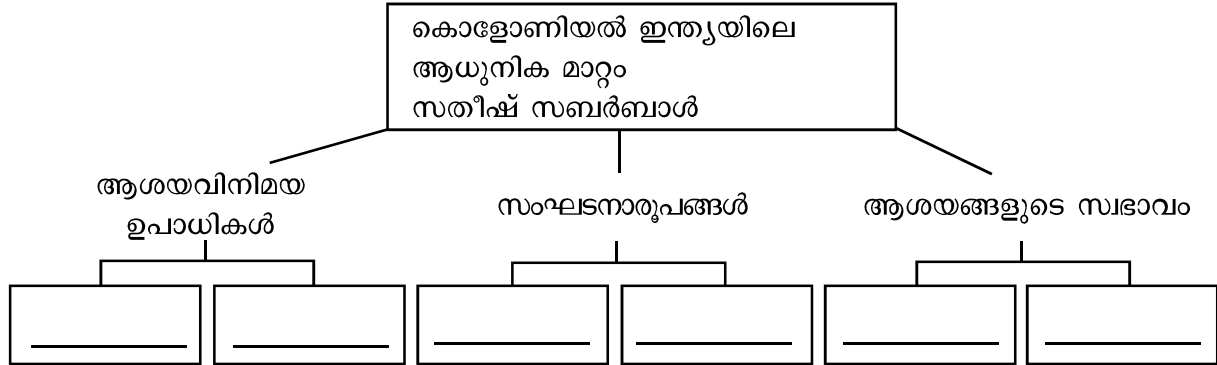 കൊളോണിയൽ ഇന്ത്യയിലെ
ആധുനിക മാറ്റം
സതീഷ് സബർബാൾ
ആശയവിനിമയ
ഉപാധികൾ
സംഘടനാരൂപങ്ങൾ
ആശയങ്ങളുടെ സ്വഭാവം